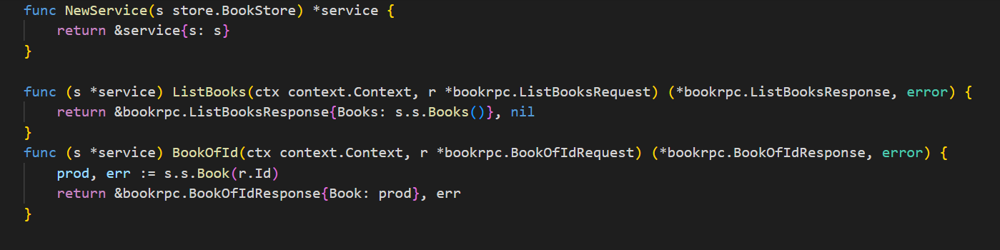 func NewService(s store.BookStore) *service {
    return &service{s: s}
}
func (s *service) ListBooks(ctx context.Context, r *bookrpc.ListBooksRequest) (*bookrpc.ListBooksResponse, error) {
    return &bookrpc.ListBooksResponse{Books: s.s.Books()}, nil
}
func (s *service) BookOfId(ctx context.Context, r *bookrpc.BookOfIdRequest) (*bookrpc.BookOfIdResponse, error) {
    prod, err := s.s.Book(r.Id)
    return &bookrpc.BookOfIdResponse{Book: prod}, err
}